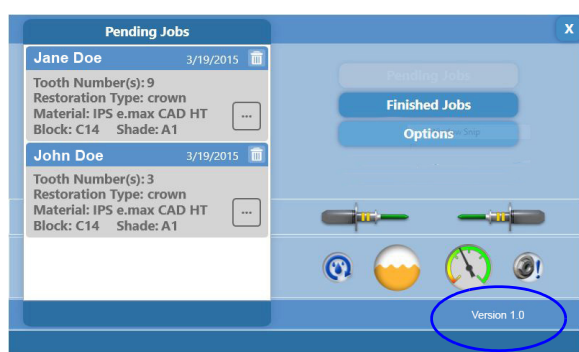 Pending Jobs
X
Jane Doe 3/19/2015
Tooth Number(s): 9
Restoration Type: crown
Material: IPS e.max CAD HT
Block: C14 Shade: A1
...
John Doe 3/19/2015
Tooth Number(s): 3
Restoration Type: crown
Material: IPS e.max CAD HT
Block: C14 Shade: A1
...
Pending Jobs
Finished Jobs
Options
Snip
!
Version 1.0